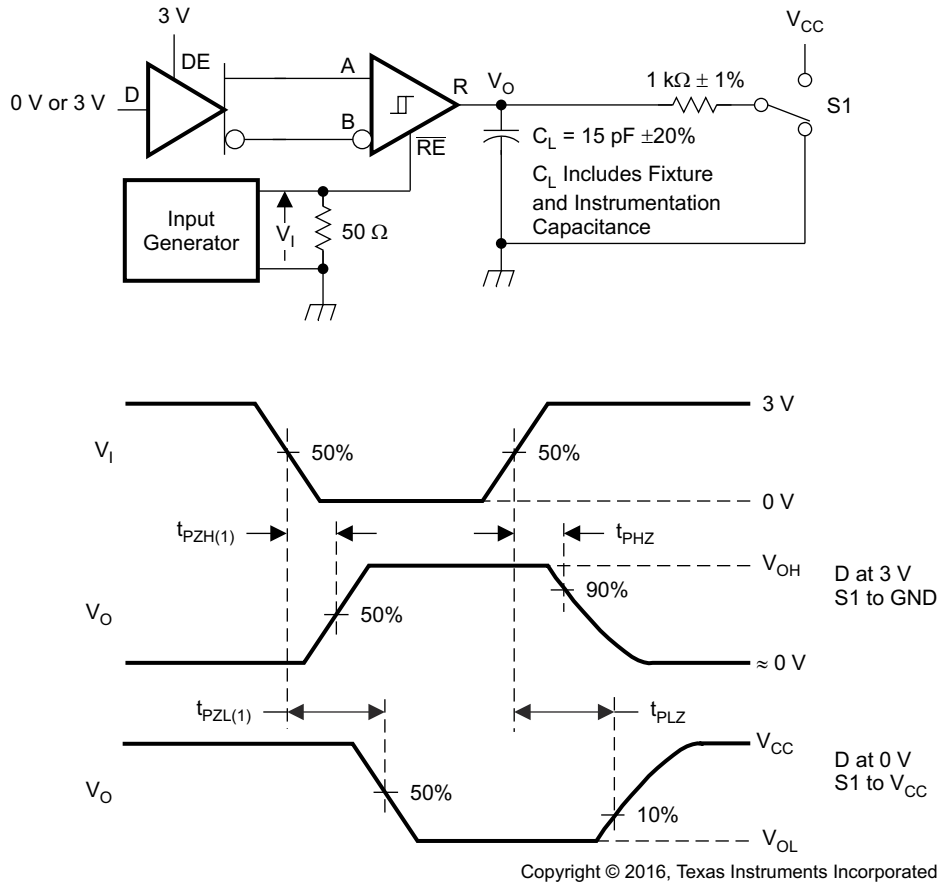 3 V
V_CC
DE
A
D
0 V or 3 V
R
V_O
1 kΩ ± 1%
S1
B
RE
C_L = 15 pF ±20%
C_L Includes Fixture
and Instrumentation
Capacitance
Input
Generator
V_I
50 Ω
3 V
V_I
50%
50%
0 V
t_PZH(1)
t_PHZ
V_OH
D at 3 V
S1 to GND
90%
V_O
50%
≈ 0 V
t_PZL(1)
t_PLZ
V_CC
D at 0 V
S1 to V_CC
V_O
50%
10%
V_OL
Copyright © 2016, Texas Instruments Incorporated